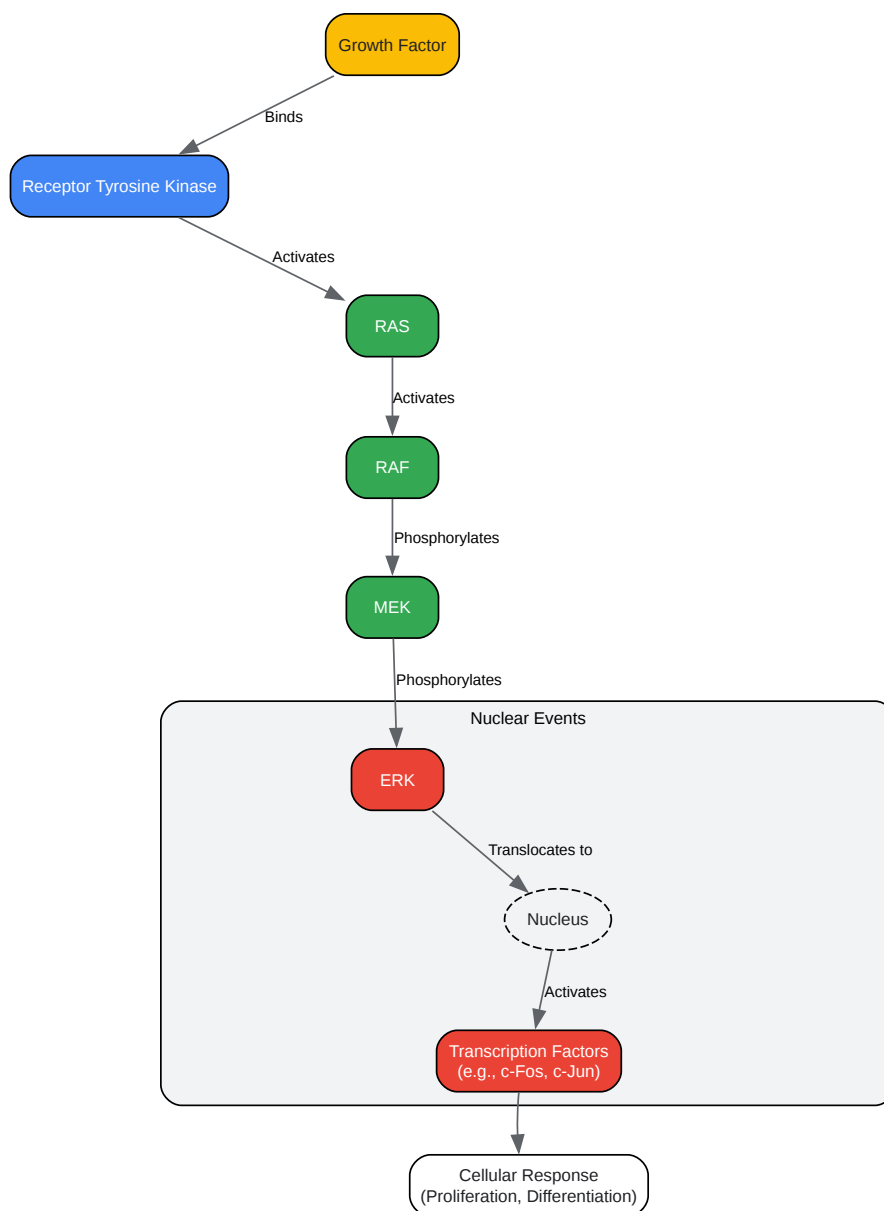 Growth Factor
Binds
Receptor Tyrosine Kinase
Activates
RAS
Activates
RAF
Phosphorylates
MEK
Phosphorylates
Nuclear Events
ERK
Translocates to
Nucleus
Activates
Transcription Factors
(e.g., c-Fos, c-Jun)
Cellular Response
(Proliferation, Differentiation)